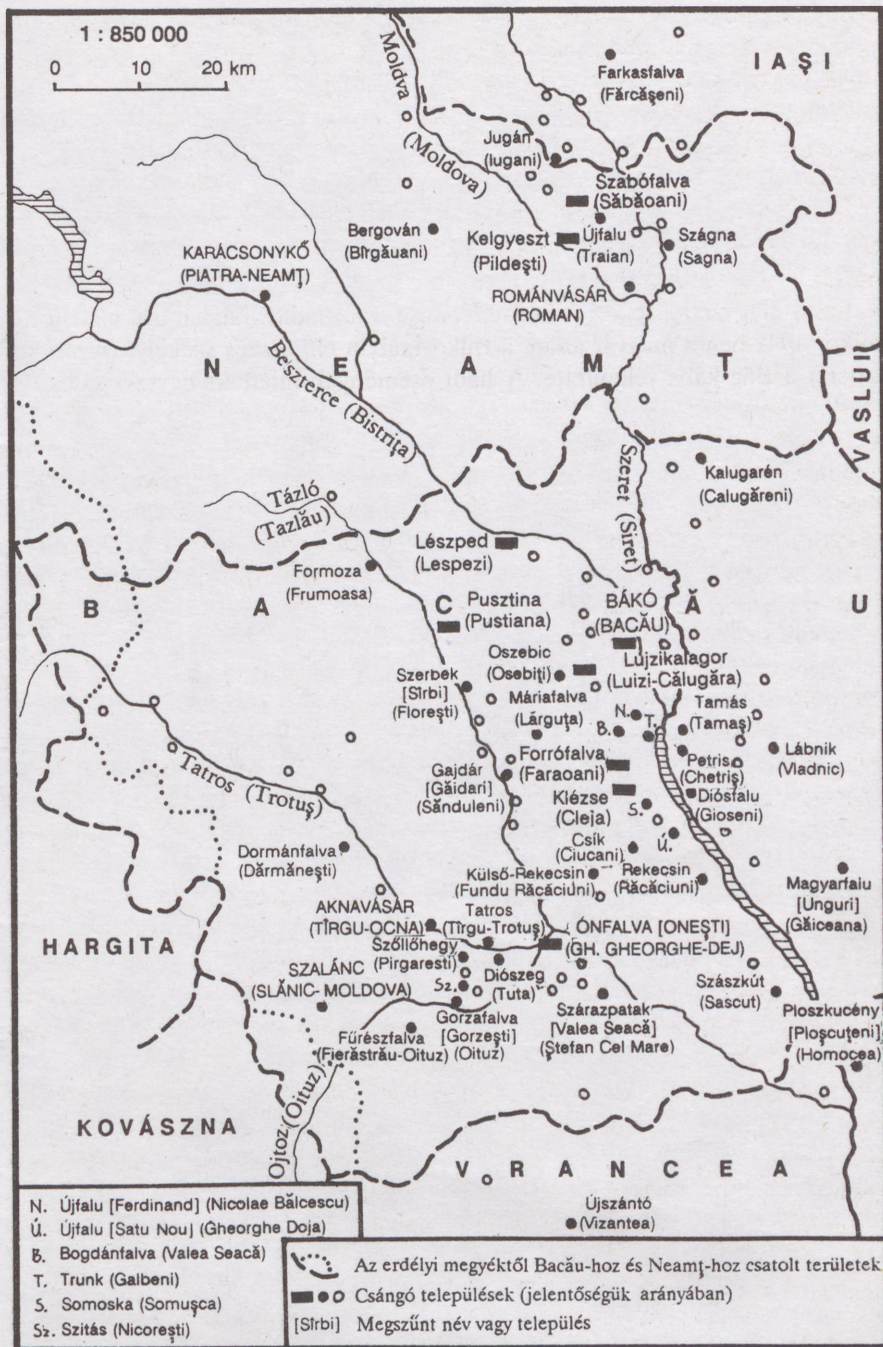 1 : 850 000
0 10 20 km
IAŞI
Moldva
(Moldova)
Farkasfalva
(Fărcăşeni)
Jugán
(Iugani)
Szabófalva
(Săbăoani)
Bergován
(Bîrgăuani)
Kelgyeszt
(Pildeşti)
Újfalu
(Traian)
Szágna
(Sagna)
KARÁCSONYKŐ
(PIATRA-NEAMŢ)
ROMÁNVÁSÁR
(ROMAN)
NEAMT
VASLUI
Beszterce (Bistriţa)
Szeret (Siret)
Kalugarén
(Calugăreni)
Tázló
(Tazlău)
Lészped
(Lespezi)
Formoza
(Frumoasa)
BACĂU
Pusztina
(Pustiana)
BÁKÓ
(BACĂU)
Oszebic
(Osebiţi)
Lujzikalagor
(Luizi-Călugăra)
Szerbek
[Sîrbi]
(Floreşti)
Máriafalva
(Lărguţa)
Tamás
(Tamaş)
N.
B.
T.
Lábnik
(Vladnic)
Petris
(Chetriş)
Tatros (Trotuş)
Gajdár
[Găidari]
(Sănduleni)
Forrófalva
(Faraoani)
Diósfalu
(Gioseni)
Klézse
(Cleja)
S.
Ú.
Csík
(Ciucani)
Dormánfalva
(Dărmăneşti)
Külső-Rekecsin
(Fundu Răcăciuni)
Rekecsin
(Răcăciuni)
Magyarfalu
[Unguri]
(Găiceana)
AKNAVÁSÁR
(TÎRGU-OCNA)
Tatros
(Tîrgu-Trotuş)
ÓNFALVA [ONEŞTI]
(GH. GHEORGHE-DEJ)
HARGITA
Szőllőhegy
(Pirgaresti)
SZALÁNC
(SLĂNIC-MOLDOVA)
Sz.
Diószeg
(Tuta)
Szászkút
(Sascut)
Gorzafalva
[Gorzeşti]
(Oituz)
Szárazpatak
[Valea Seacă]
(Ştefan Cel Mare)
Ploszkucény
[Ploşcuţeni]
(Homocea)
Fűrészfalva
(Fierăstrău-Oituz)
KOVÁSZNA
Ojtoz (Oituz)
VRANCEA
Újszántó
(Vizantea)
N. Újfalu [Ferdinand] (Nicolae Bălcescu)
Ú. Újfalu [Satu Nou] (Gheorghe Doja)
B. Bogdánfalva (Valea Seacă)
T. Trunk (Galbeni)
S. Somoska (Somuşca)
Sz. Szitás (Nicoreşti)
Az erdélyi megyéktől Bacău-hoz és Neamţ-hoz csatolt területek
Csángó települések (jelentőségük arányában)
[Sîrbi] Megszűnt név vagy település